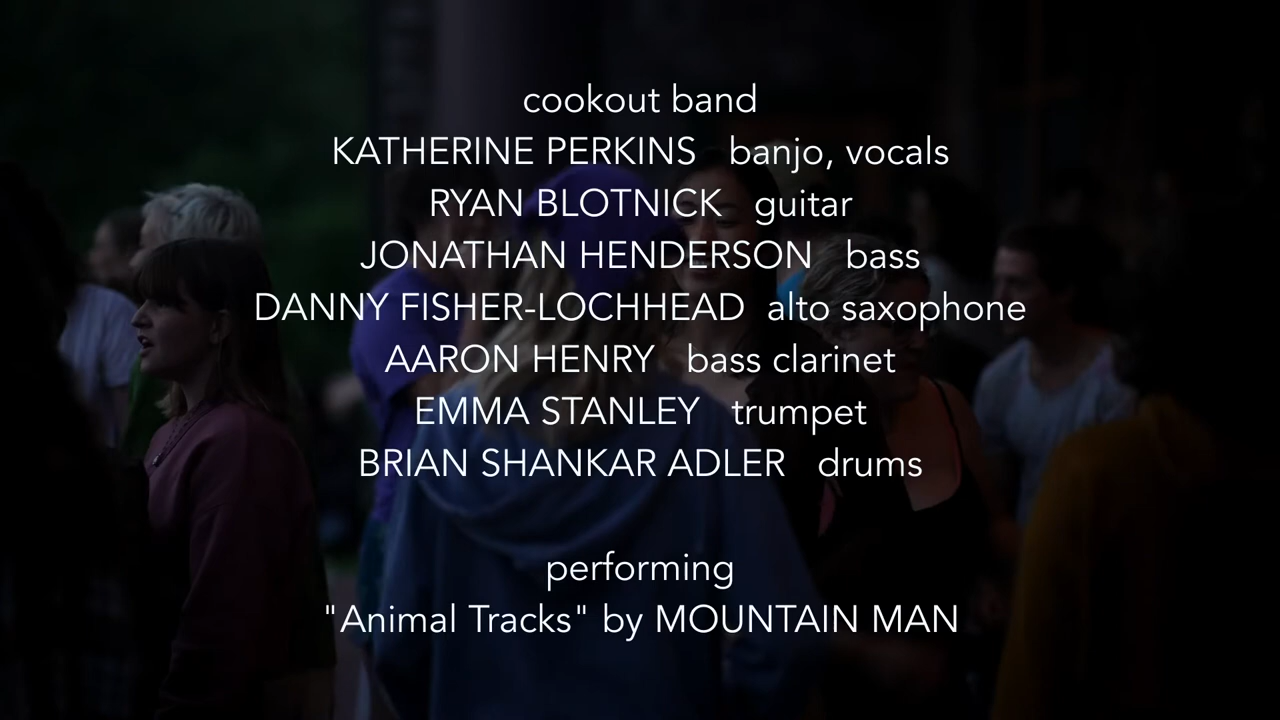 cookout band
KATHERINE PERKINS banjo, vocals
RYAN BLOTNICK guitar
JONATHAN HENDERSON bass
DANNY FISHER-LOCHHEAD alto saxophone
AARON HENRY bass clarinet
EMMA STANLEY trumpet
BRIAN SHANKAR ADLER drums
performing
"Animal Tracks" by MOUNTAIN MAN